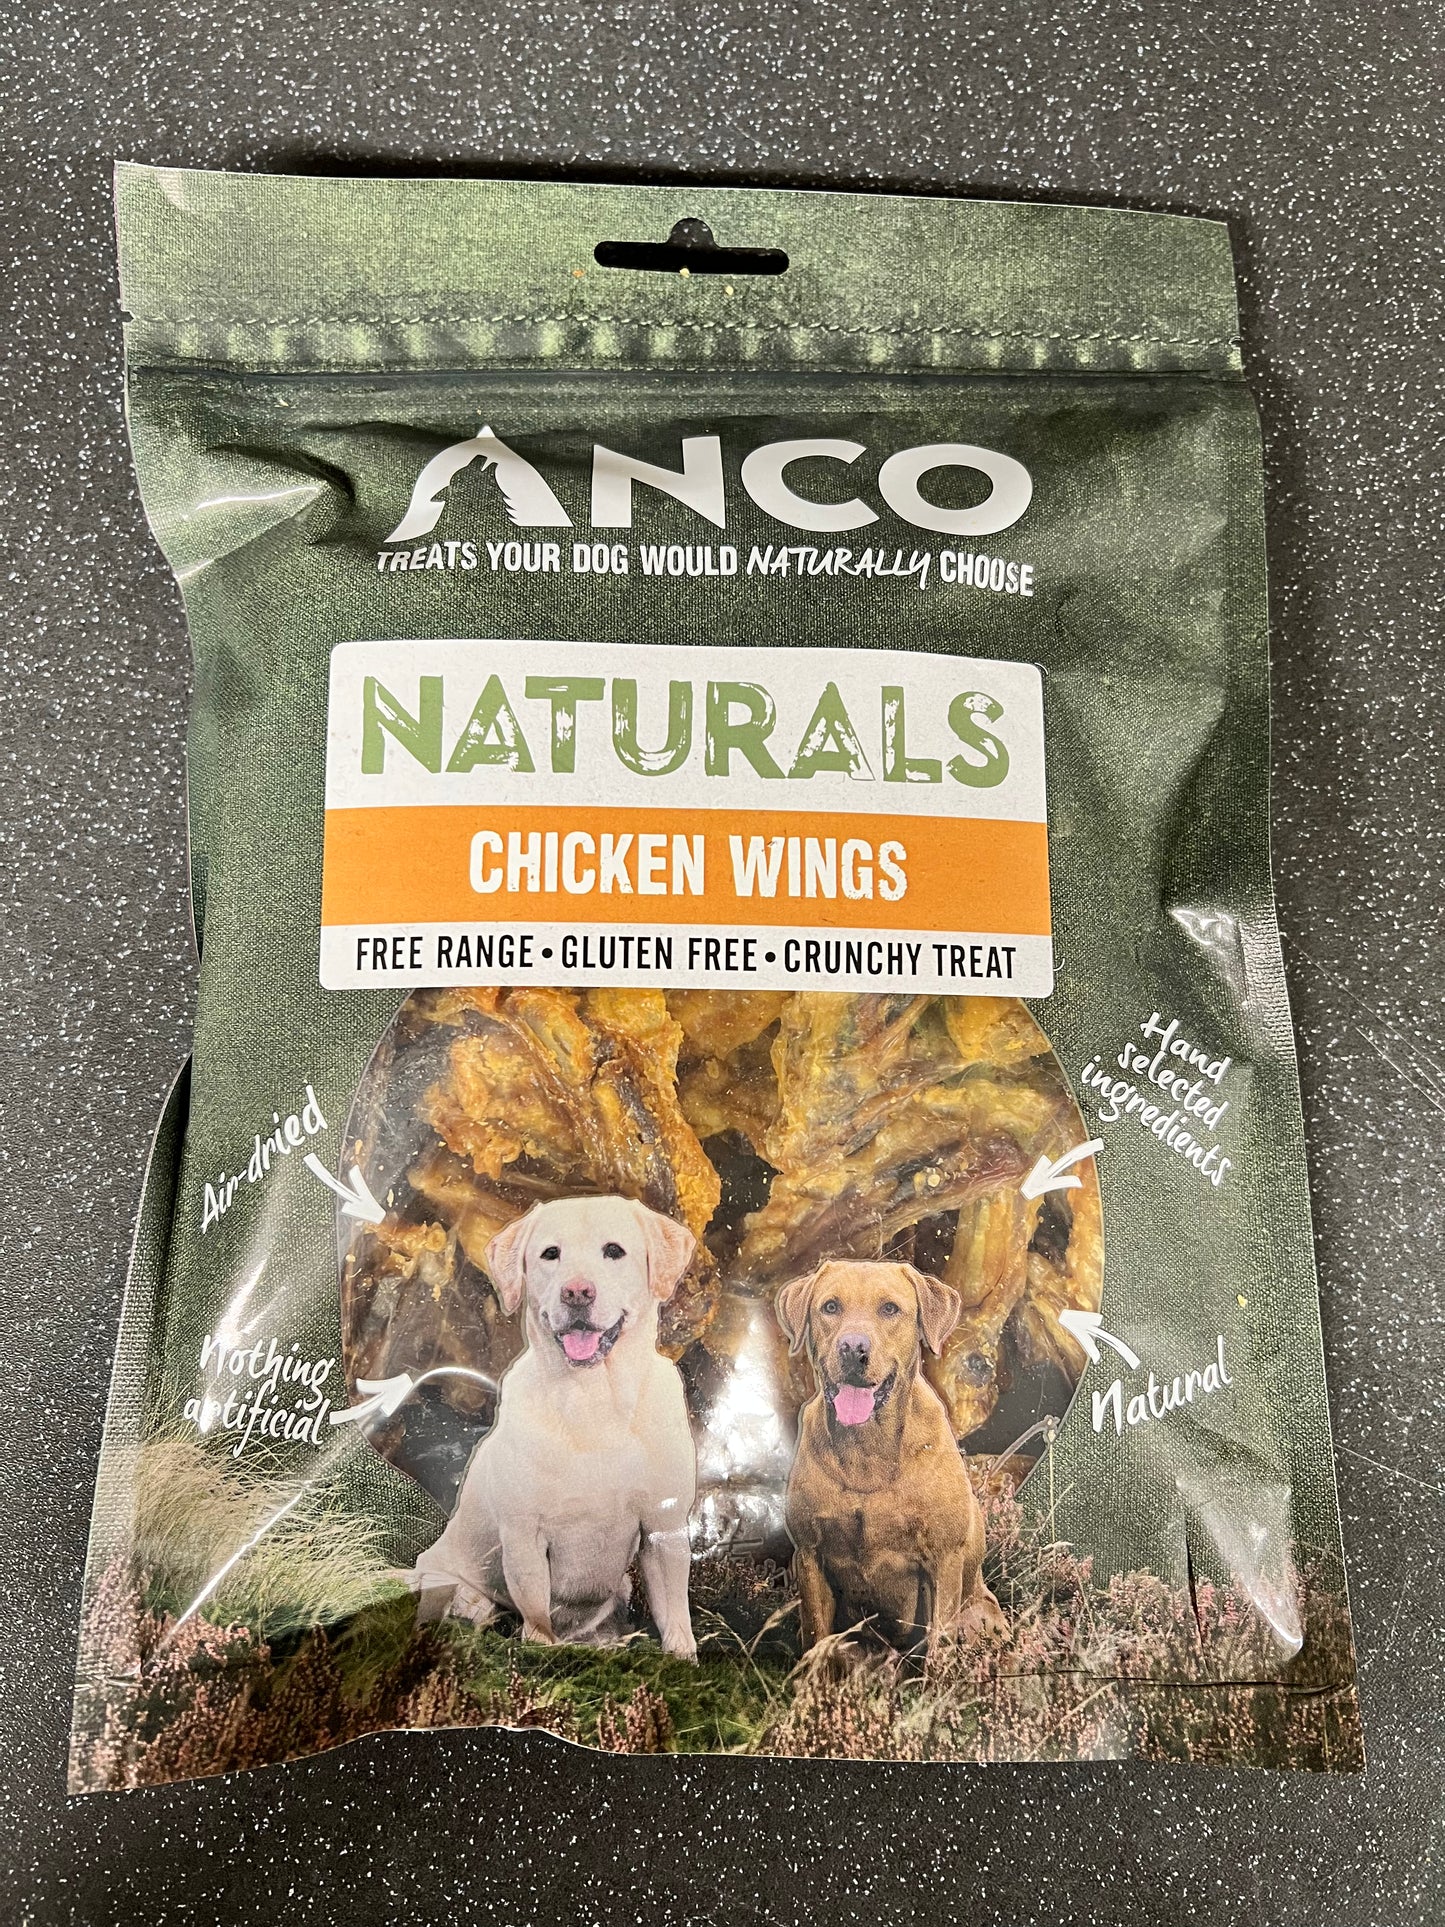 ANCO
TREATS YOUR DOG WOULD NATURALLY CHOOSE
NATURALS
CHICKEN WINGS
FREE RANGE • GLUTEN FREE • CRUNCHY TREAT
Hand
selected
ingredients
Air-dried
Nothing
artificial
Natural